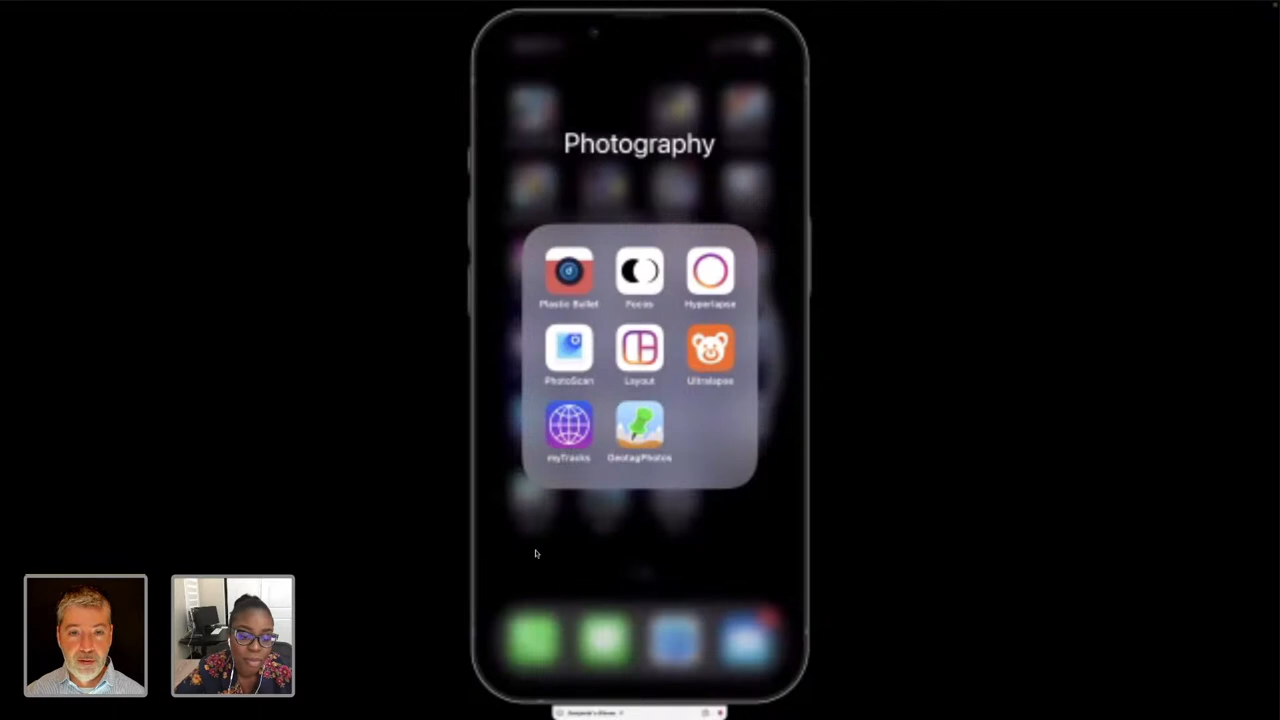 Photography
Plastic Bullet
Focos
Hyperlapse
PhotoScan
Layout
Ultralapse
myTracks
GeotagPhotos